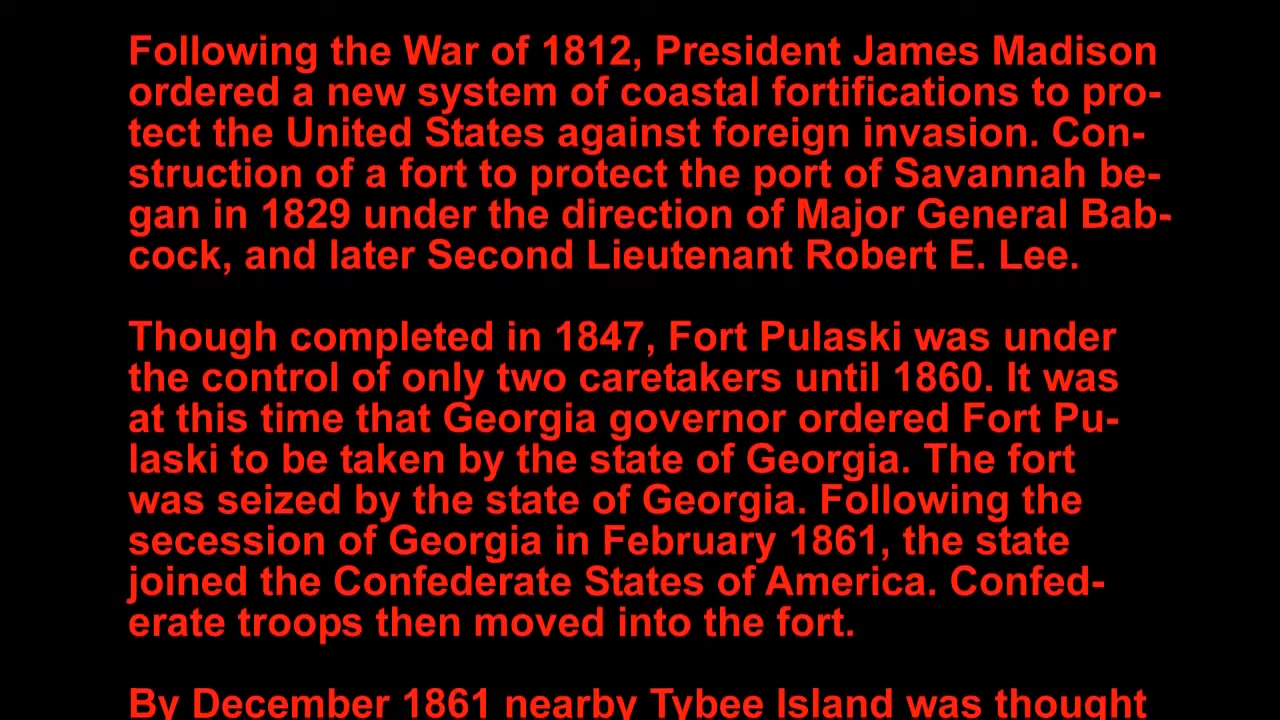 Following the War of 1812, President James Madison
ordered a new system of coastal fortifications to pro-
tect the United States against foreign invasion. Con-
struction of a fort to protect the port of Savannah be-
gan in 1829 under the direction of Major General Bab-
cock, and later Second Lieutenant Robert E. Lee.
Though completed in 1847, Fort Pulaski was under
the control of only two caretakers until 1860. It was
at this time that Georgia governor ordered Fort Pu-
laski to be taken by the state of Georgia. The fort
was seized by the state of Georgia. Following the
secession of Georgia in February 1861, the state
joined the Confederate States of America. Confed-
erate troops then moved into the fort.
By December 1861 nearby Tybee Island was thought